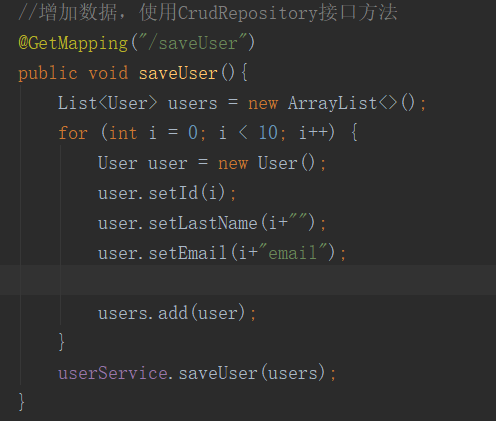 //增加数据，使用CrudRepository接口方法
@GetMapping("/saveUser")
public void saveUser(){
List<User> users = new ArrayList<>();
for (int i = 0; i < 10; i++) {
User user = new User();
user.setId(i);
user.setLastName(i+"");
user.setEmail(i+"email");
users.add(user);
}
userService.saveUser(users);
}